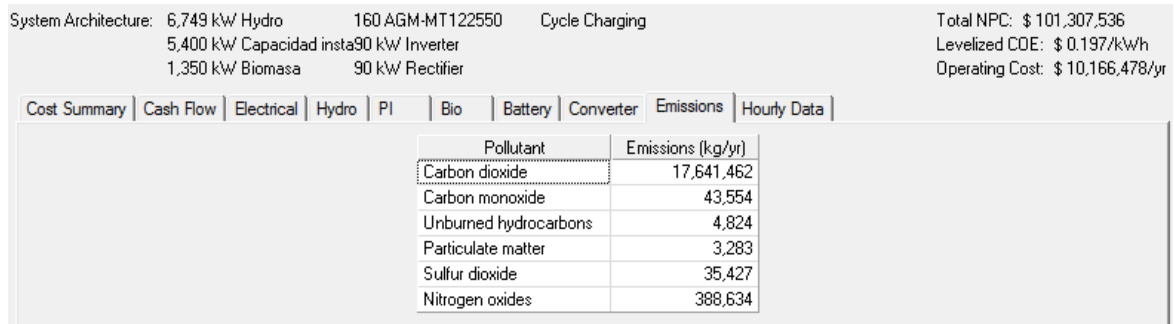 System Architecture: 6,749 kW Hydro 160 AGM-MT122550 Cycle Charging Total NPC: $ 101,307,536
5,400 kW Capacidad insta90 kW Inverter Levelized COE: $ 0.197/kWh
1,350 kW Biomasa 90 kW Rectifier Operating Cost: $ 10,166,478/yr
Cost Summary Cash Flow Electrical Hydro Pl Bio Battery Converter Emissions Hourly Data
Pollutant Emissions (kg/yr)
Carbon dioxide 17,641,462
Carbon monoxide 43,554
Unburned hydrocarbons 4,824
Particulate matter 3,283
Sulfur dioxide 35,427
Nitrogen oxides 388,634